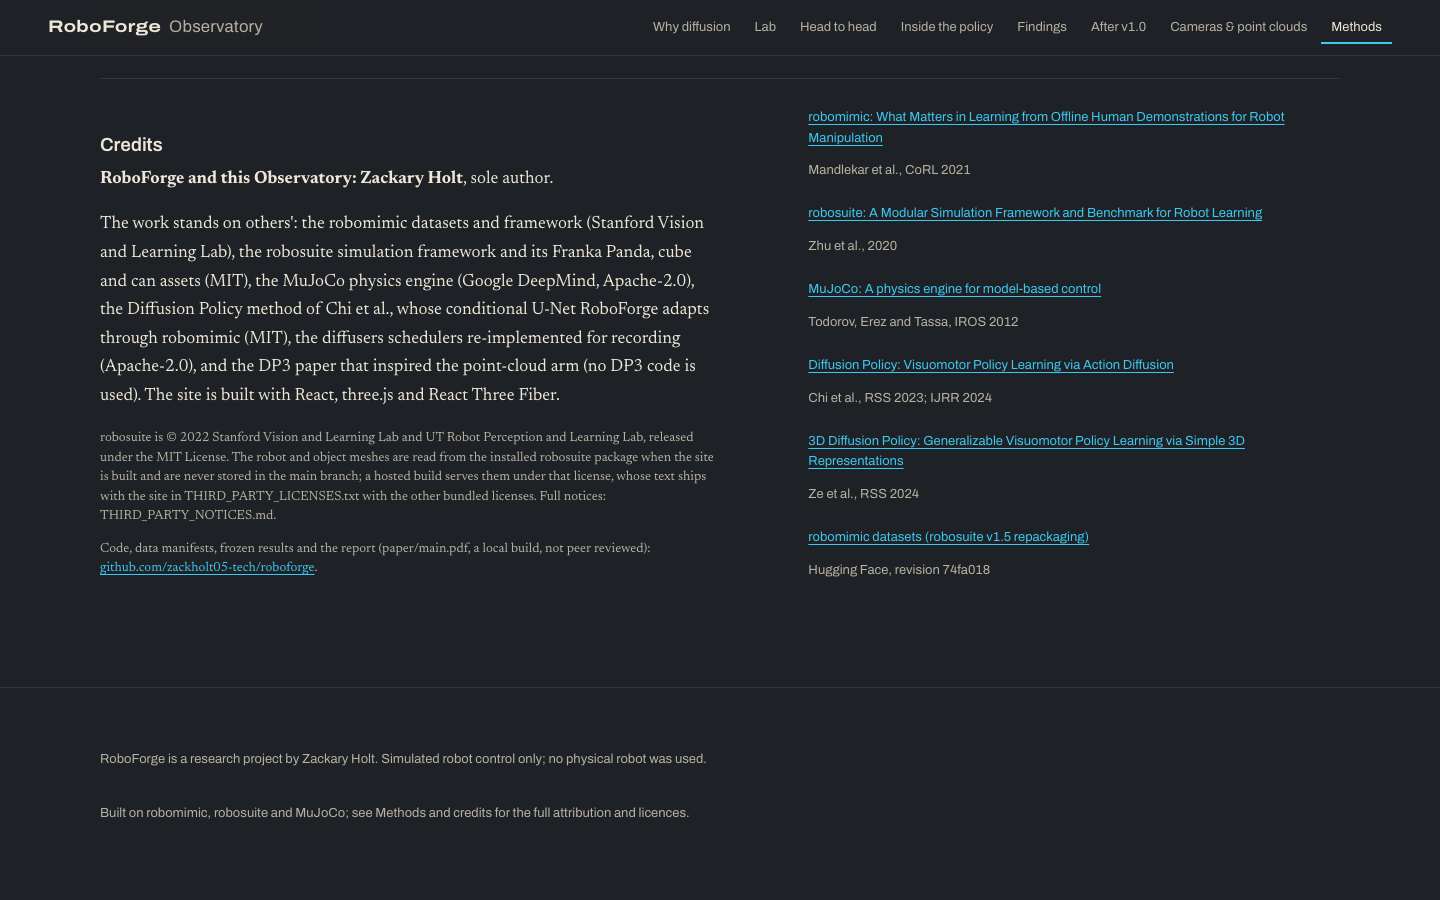 RoboForge Observatory
Why diffusion
Lab
Head to head
Inside the policy
Findings
After v1.0
Cameras & point clouds
Methods
Credits
RoboForge and this Observatory: Zackary Holt, sole author.
The work stands on others': the robomimic datasets and framework (Stanford Vision
and Learning Lab), the robosuite simulation framework and its Franka Panda, cube
and can assets (MIT), the MuJoCo physics engine (Google DeepMind, Apache-2.0),
the Diffusion Policy method of Chi et al., whose conditional U-Net RoboForge adapts
through robomimic (MIT), the diffusers schedulers re-implemented for recording
(Apache-2.0), and the DP3 paper that inspired the point-cloud arm (no DP3 code is
used). The site is built with React, three.js and React Three Fiber.
robosuite is © 2022 Stanford Vision and Learning Lab and UT Robot Perception and Learning Lab, released
under the MIT License. The robot and object meshes are read from the installed robosuite package when the site
is built and are never stored in the main branch; a hosted build serves them under that license, whose text ships
with the site in THIRD_PARTY_LICENSES.txt with the other bundled licenses. Full notices:
THIRD_PARTY_NOTICES.md.
Code, data manifests, frozen results and the report (paper/main.pdf, a local build, not peer reviewed):
github.com/zackholt05-tech/roboforge.
robomimic: What Matters in Learning from Offline Human Demonstrations for Robot
Manipulation
Mandlekar et al., CoRL 2021
robosuite: A Modular Simulation Framework and Benchmark for Robot Learning
Zhu et al., 2020
MuJoCo: A physics engine for model-based control
Todorov, Erez and Tassa, IROS 2012
Diffusion Policy: Visuomotor Policy Learning via Action Diffusion
Chi et al., RSS 2023; IJRR 2024
3D Diffusion Policy: Generalizable Visuomotor Policy Learning via Simple 3D
Representations
Ze et al., RSS 2024
robomimic datasets (robosuite v1.5 repackaging)
Hugging Face, revision 74fa018
RoboForge is a research project by Zackary Holt. Simulated robot control only; no physical robot was used.
Built on robomimic, robosuite and MuJoCo; see Methods and credits for the full attribution and licences.